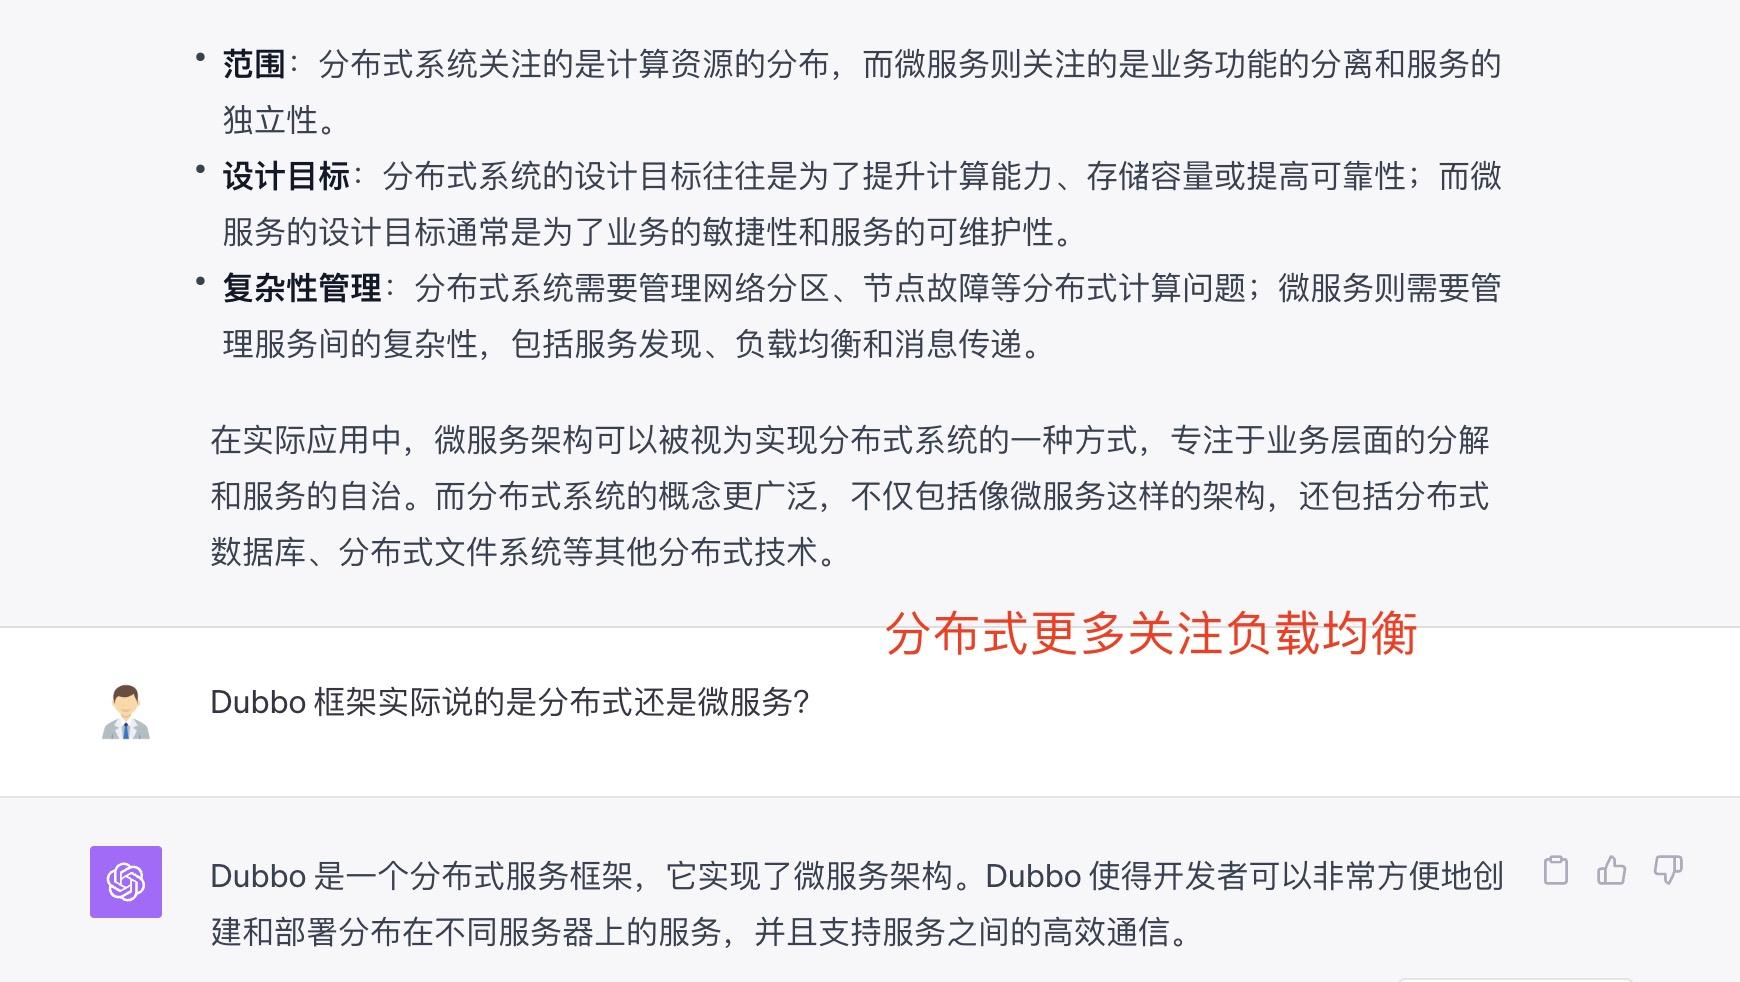 • 范围：分布式系统关注的是计算资源的分布，而微服务则关注的是业务功能的分离和服务的
独立性。
• 设计目标：分布式系统的设计目标往往是为了提升计算能力、存储容量或提高可靠性；而微
服务的设计目标通常是为了业务的敏捷性和服务的可维护性。
• 复杂性管理：分布式系统需要管理网络分区、节点故障等分布式计算问题；微服务则需要管
理服务间的复杂性，包括服务发现、负载均衡和消息传递。
在实际应用中，微服务架构可以被视为实现分布式系统的一种方式，专注于业务层面的分解
和服务的自治。而分布式系统的概念更广泛，不仅包括像微服务这样的架构，还包括分布式
数据库、分布式文件系统等其他分布式技术。
分布式更多关注负载均衡
Dubbo 框架实际说的是分布式还是微服务?
Dubbo 是一个分布式服务框架，它实现了微服务架构。Dubbo 使得开发者可以非常方便地创
建和部署分布在不同服务器上的服务，并且支持服务之间的高效通信。